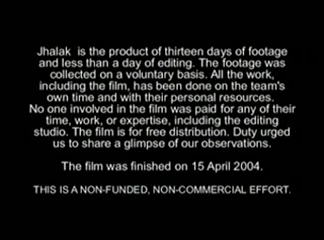 Jhalak is the product of thirteen days of footage
and less than a day of editing. The footage was
collected on a voluntary basis. All the work,
including the film, has been done on the team's
own time and with their personal resources.
No one involved in the film was paid for any of their
time, work, or expertise, including the editing
studio. The film is for free distribution. Duty urged
us to share a glimpse of our observations.
The film was finished on 15 April 2004.
THIS IS A NON-FUNDED, NON-COMMERCIAL EFFORT.